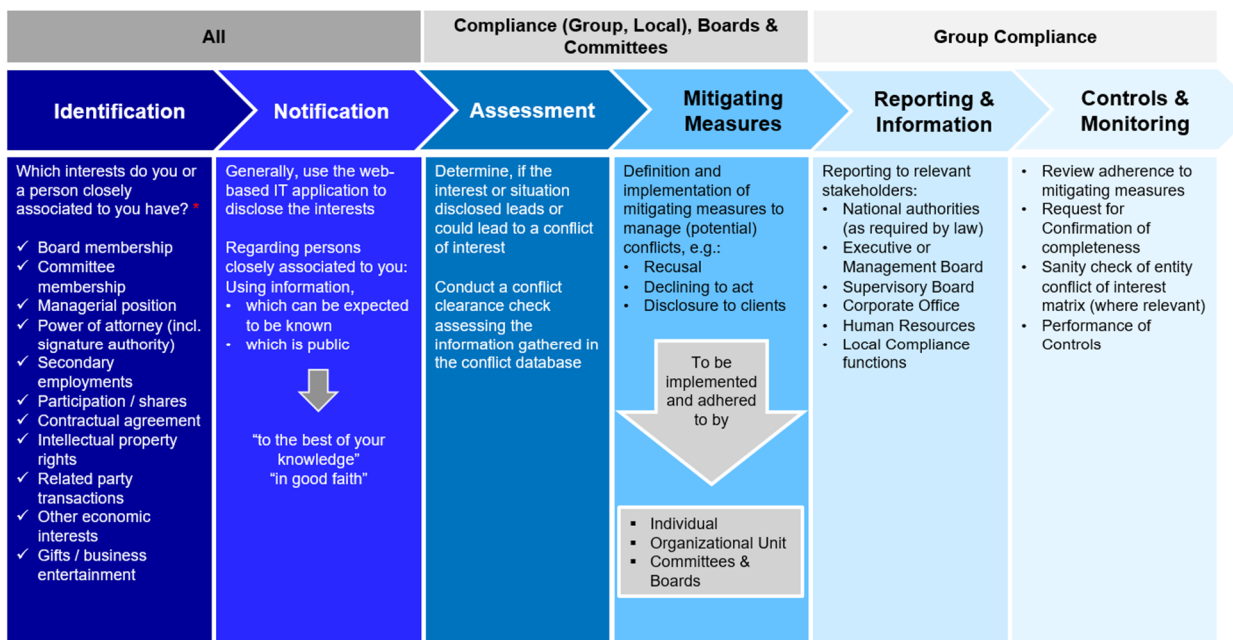 All
Compliance (Group, Local), Boards &
Committees
Group Compliance
Identification
Notification
Assessment
Mitigating
Measures
Reporting &
Information
Controls &
Monitoring
Which interests do you or
a person closely
associated to you have? *
✓ Board membership
✓ Committee
membership
✓ Managerial position
✓ Power of attorney (incl.
signature authority)
✓ Secondary
employments
✓ Participation / shares
✓ Contractual agreement
✓ Intellectual property
rights
✓ Related party
transactions
✓ Other economic
interests
✓ Gifts / business
entertainment
Generally, use the web-
based IT application to
disclose the interests
Regarding persons
closely associated to you:
Using information,
• which can be expected
to be known
• which is public
“to the best of your
knowledge”
“in good faith”
Determine, if the
interest or situation
disclosed leads or
could lead to a conflict
of interest
Conduct a conflict
clearance check
assessing the
information gathered in
the conflict database
Definition and
implementation of
mitigating measures to
manage (potential)
conflicts, e.g.:
• Recusal
• Declining to act
• Disclosure to clients
To be
implemented
and adhered
to by
▪ Individual
▪ Organizational Unit
▪ Committees &
Boards
Reporting to relevant
stakeholders:
• National authorities
(as required by law)
• Executive or
Management Board
• Supervisory Board
• Corporate Office
• Human Resources
• Local Compliance
functions
• Review adherence to
mitigating measures
• Request for
Confirmation of
completeness
• Sanity check of entity
conflict of interest
matrix (where relevant)
• Performance of
Controls